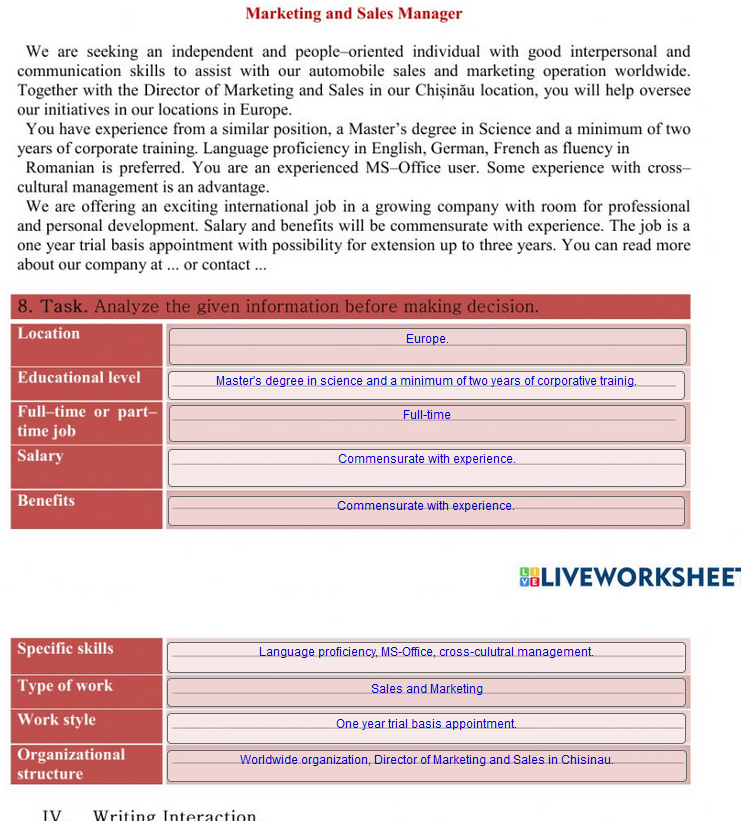 Marketing and Sales Manager
We are seeking an independent and people–oriented individual with good interpersonal and
communication skills to assist with our automobile sales and marketing operation worldwide.
Together with the Director of Marketing and Sales in our Chișinău location, you will help oversee
our initiatives in our locations in Europe.
You have experience from a similar position, a Master's degree in Science and a minimum of two
years of corporate training. Language proficiency in English, German, French as fluency in
Romanian is preferred. You are an experienced MS–Office user. Some experience with cross–
cultural management is an advantage.
We are offering an exciting international job in a growing company with room for professional
and personal development. Salary and benefits will be commensurate with experience. The job is a
one year trial basis appointment with possibility for extension up to three years. You can read more
about our company at ... or contact ...
8. Task. Analyze the given information before making decision.
Location
Europe.
Educational level
Master's degree in science and a minimum of two years of corporative trainig.
Full–time or part–
time job
Full-time
Salary
Commensurate with experience.
Benefits
Commensurate with experience.
LIVE LIVEWORKSHEET
Specific skills
Language proficiency, MS-Office, cross-culutral management.
Type of work
Sales and Marketing
Work style
One year trial basis appointment.
Organizational
structure
Worldwide organization, Director of Marketing and Sales in Chisinau.
IV Writing Interaction.